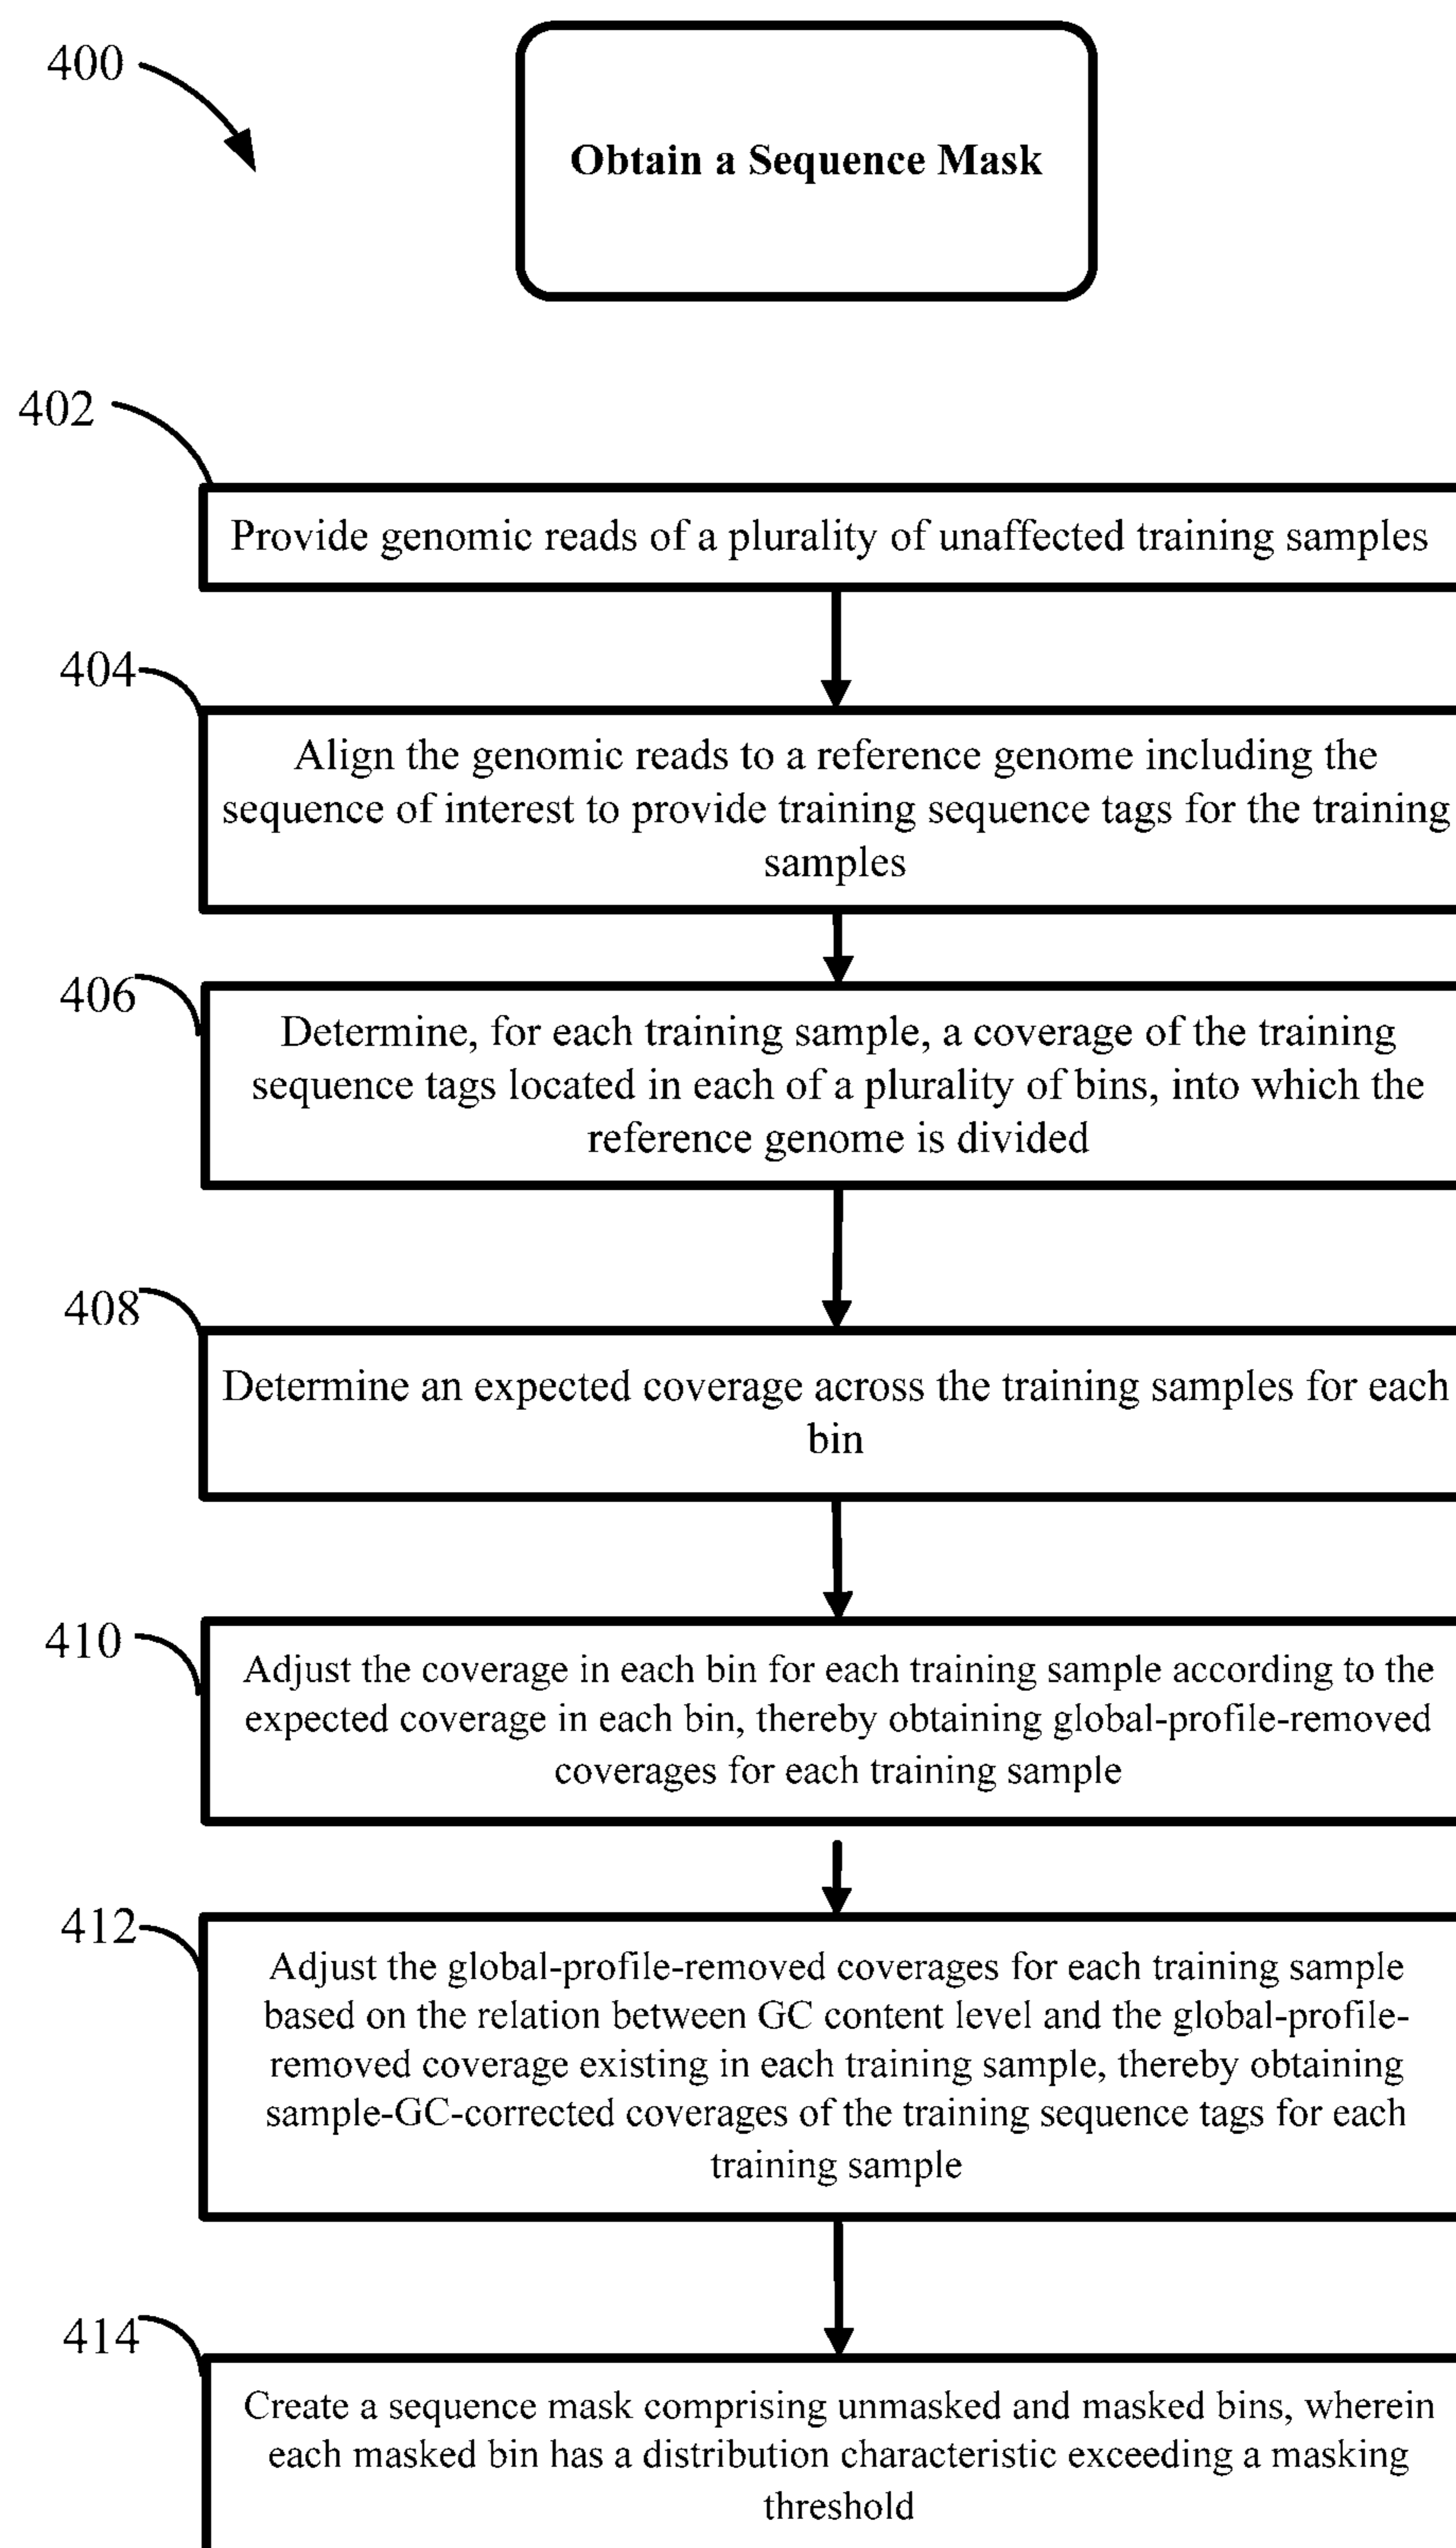 400
Obtain a Sequence Mask
402
Provide genomic reads of a plurality of unaffected training samples
404
Align the genomic reads to a reference genome including the
sequence of interest to provide training sequence tags for the training
samples
406
Determine, for each training sample, a coverage of the training
sequence tags located in each of a plurality of bins, into which the
reference genome is divided
408
Determine an expected coverage across the training samples for each
bin
410
Adjust the coverage in each bin for each training sample according to the
expected coverage in each bin, thereby obtaining global-profile-removed
coverages for each training sample
412
Adjust the global-profile-removed coverages for each training sample
based on the relation between GC content level and the global-profile-
removed coverage existing in each training sample, thereby obtaining
sample-GC-corrected coverages of the training sequence tags for each
training sample
414
Create a sequence mask comprising unmasked and masked bins, wherein
each masked bin has a distribution characteristic exceeding a masking
threshold